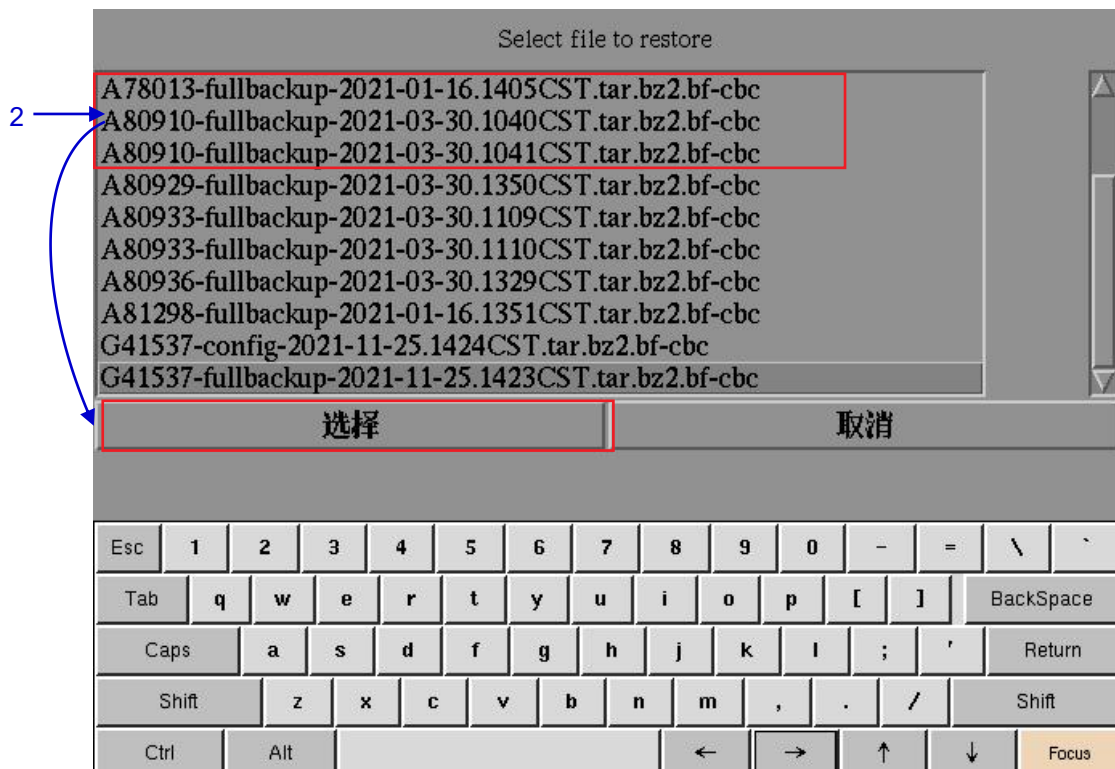 Select file to restore
A78013-fullbackup-2021-01-16.1405CST.tar.bz2.bf-cbc
2
A80910-fullbackup-2021-03-30.1040CST.tar.bz2.bf-cbc
A80910-fullbackup-2021-03-30.1041CST.tar.bz2.bf-cbc
A80929-fullbackup-2021-03-30.1350CST.tar.bz2.bf-cbc
A80933-fullbackup-2021-03-30.1109CST.tar.bz2.bf-cbc
A80933-fullbackup-2021-03-30.1110CST.tar.bz2.bf-cbc
A80936-fullbackup-2021-03-30.1329CST.tar.bz2.bf-cbc
A81298-fullbackup-2021-01-16.1351CST.tar.bz2.bf-cbc
G41537-config-2021-11-25.1424CST.tar.bz2.bf-cbc
G41537-fullbackup-2021-11-25.1423CST.tar.bz2.bf-cbc
选择 取消
Esc 1 2 3 4 5 6 7 8 9 0 - = \ `
Tab q w e r t y u i o p [ ] BackSpace
Caps a s d f g h j k l ; ' Return
Shift z x c v b n m , . / Shift
Ctrl Alt ← → ↑ ↓ Focus